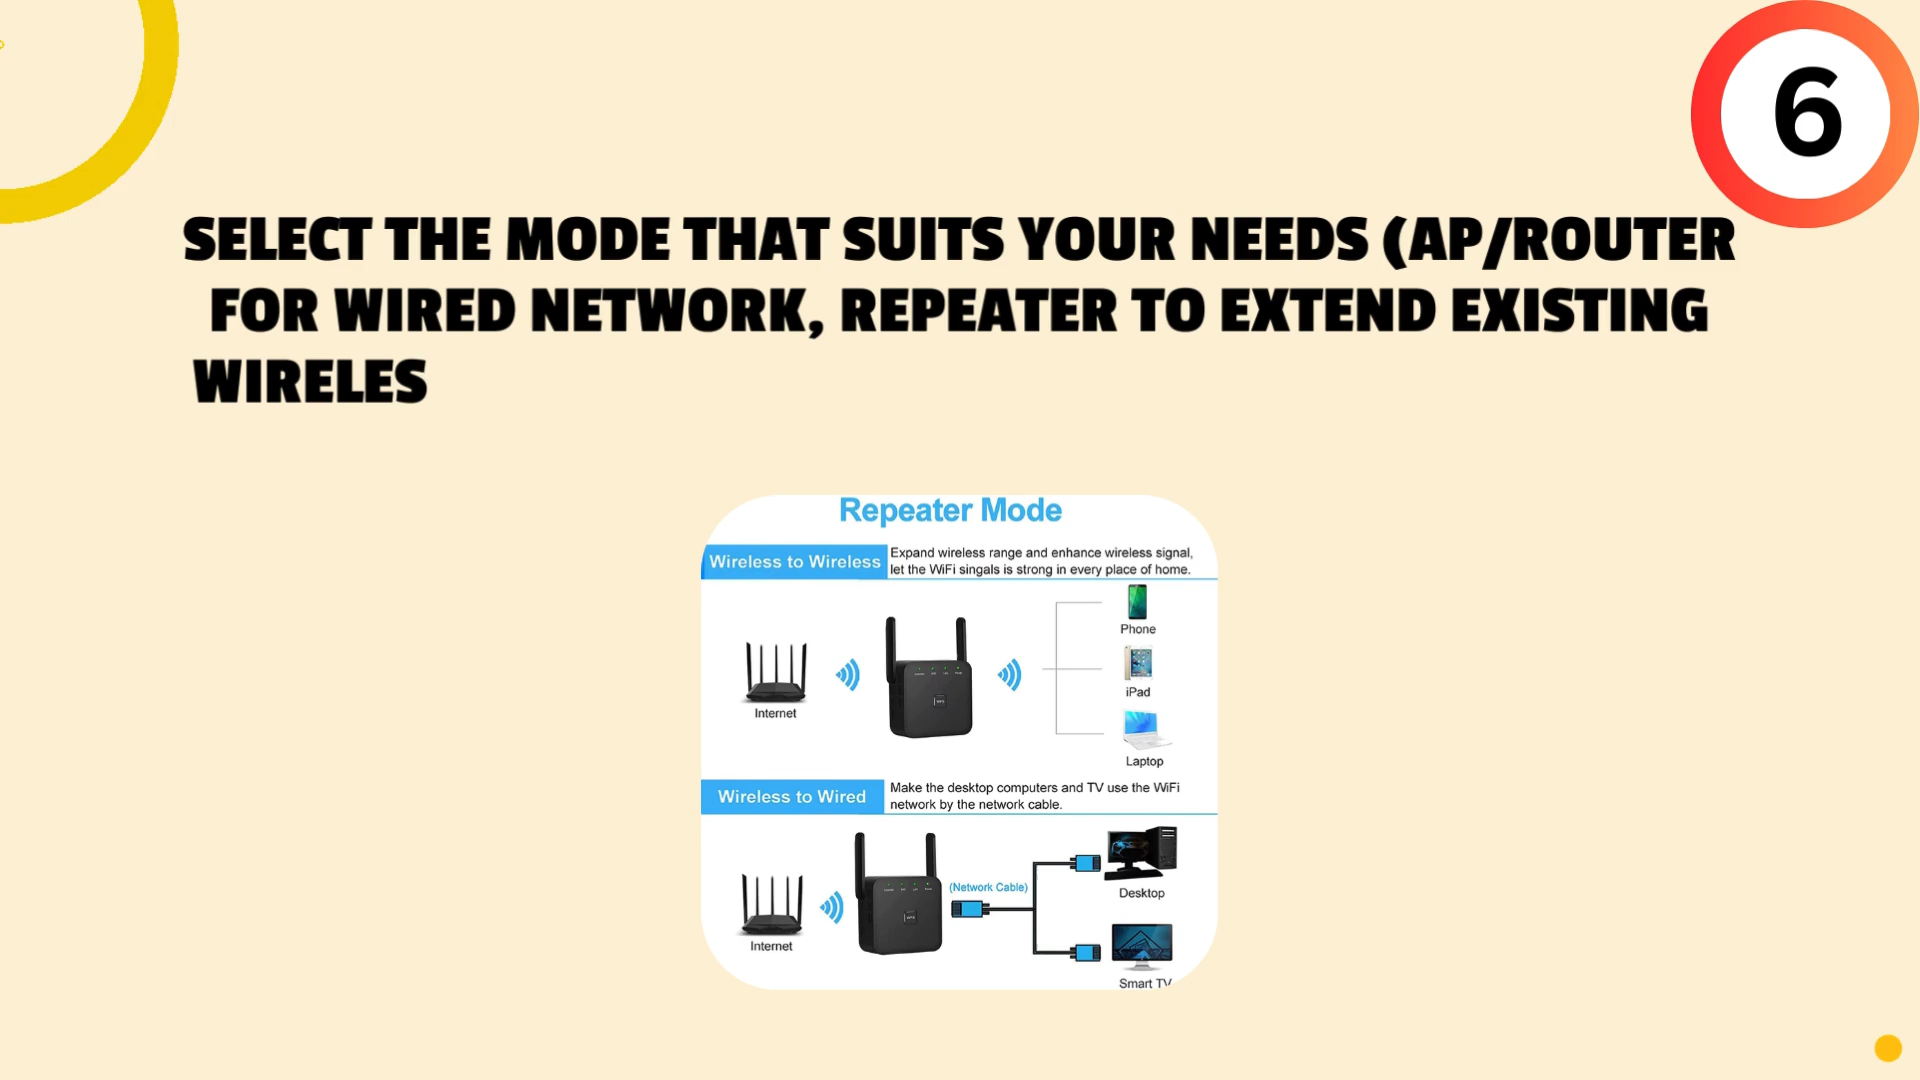 6
SELECT THE MODE THAT SUITS YOUR NEEDS (AP/ROUTER
FOR WIRED NETWORK, REPEATER TO EXTEND EXISTING
WIRELES
Repeater Mode
Wireless to Wireless
Expand wireless range and enhance wireless signal,
let the WiFi singals is strong in every place of home.
Phone
iPad
Internet
Laptop
Wireless to Wired
Make the desktop computers and TV use the WiFi
network by the network cable.
(Network Cable)
Desktop
Internet
Smart TV